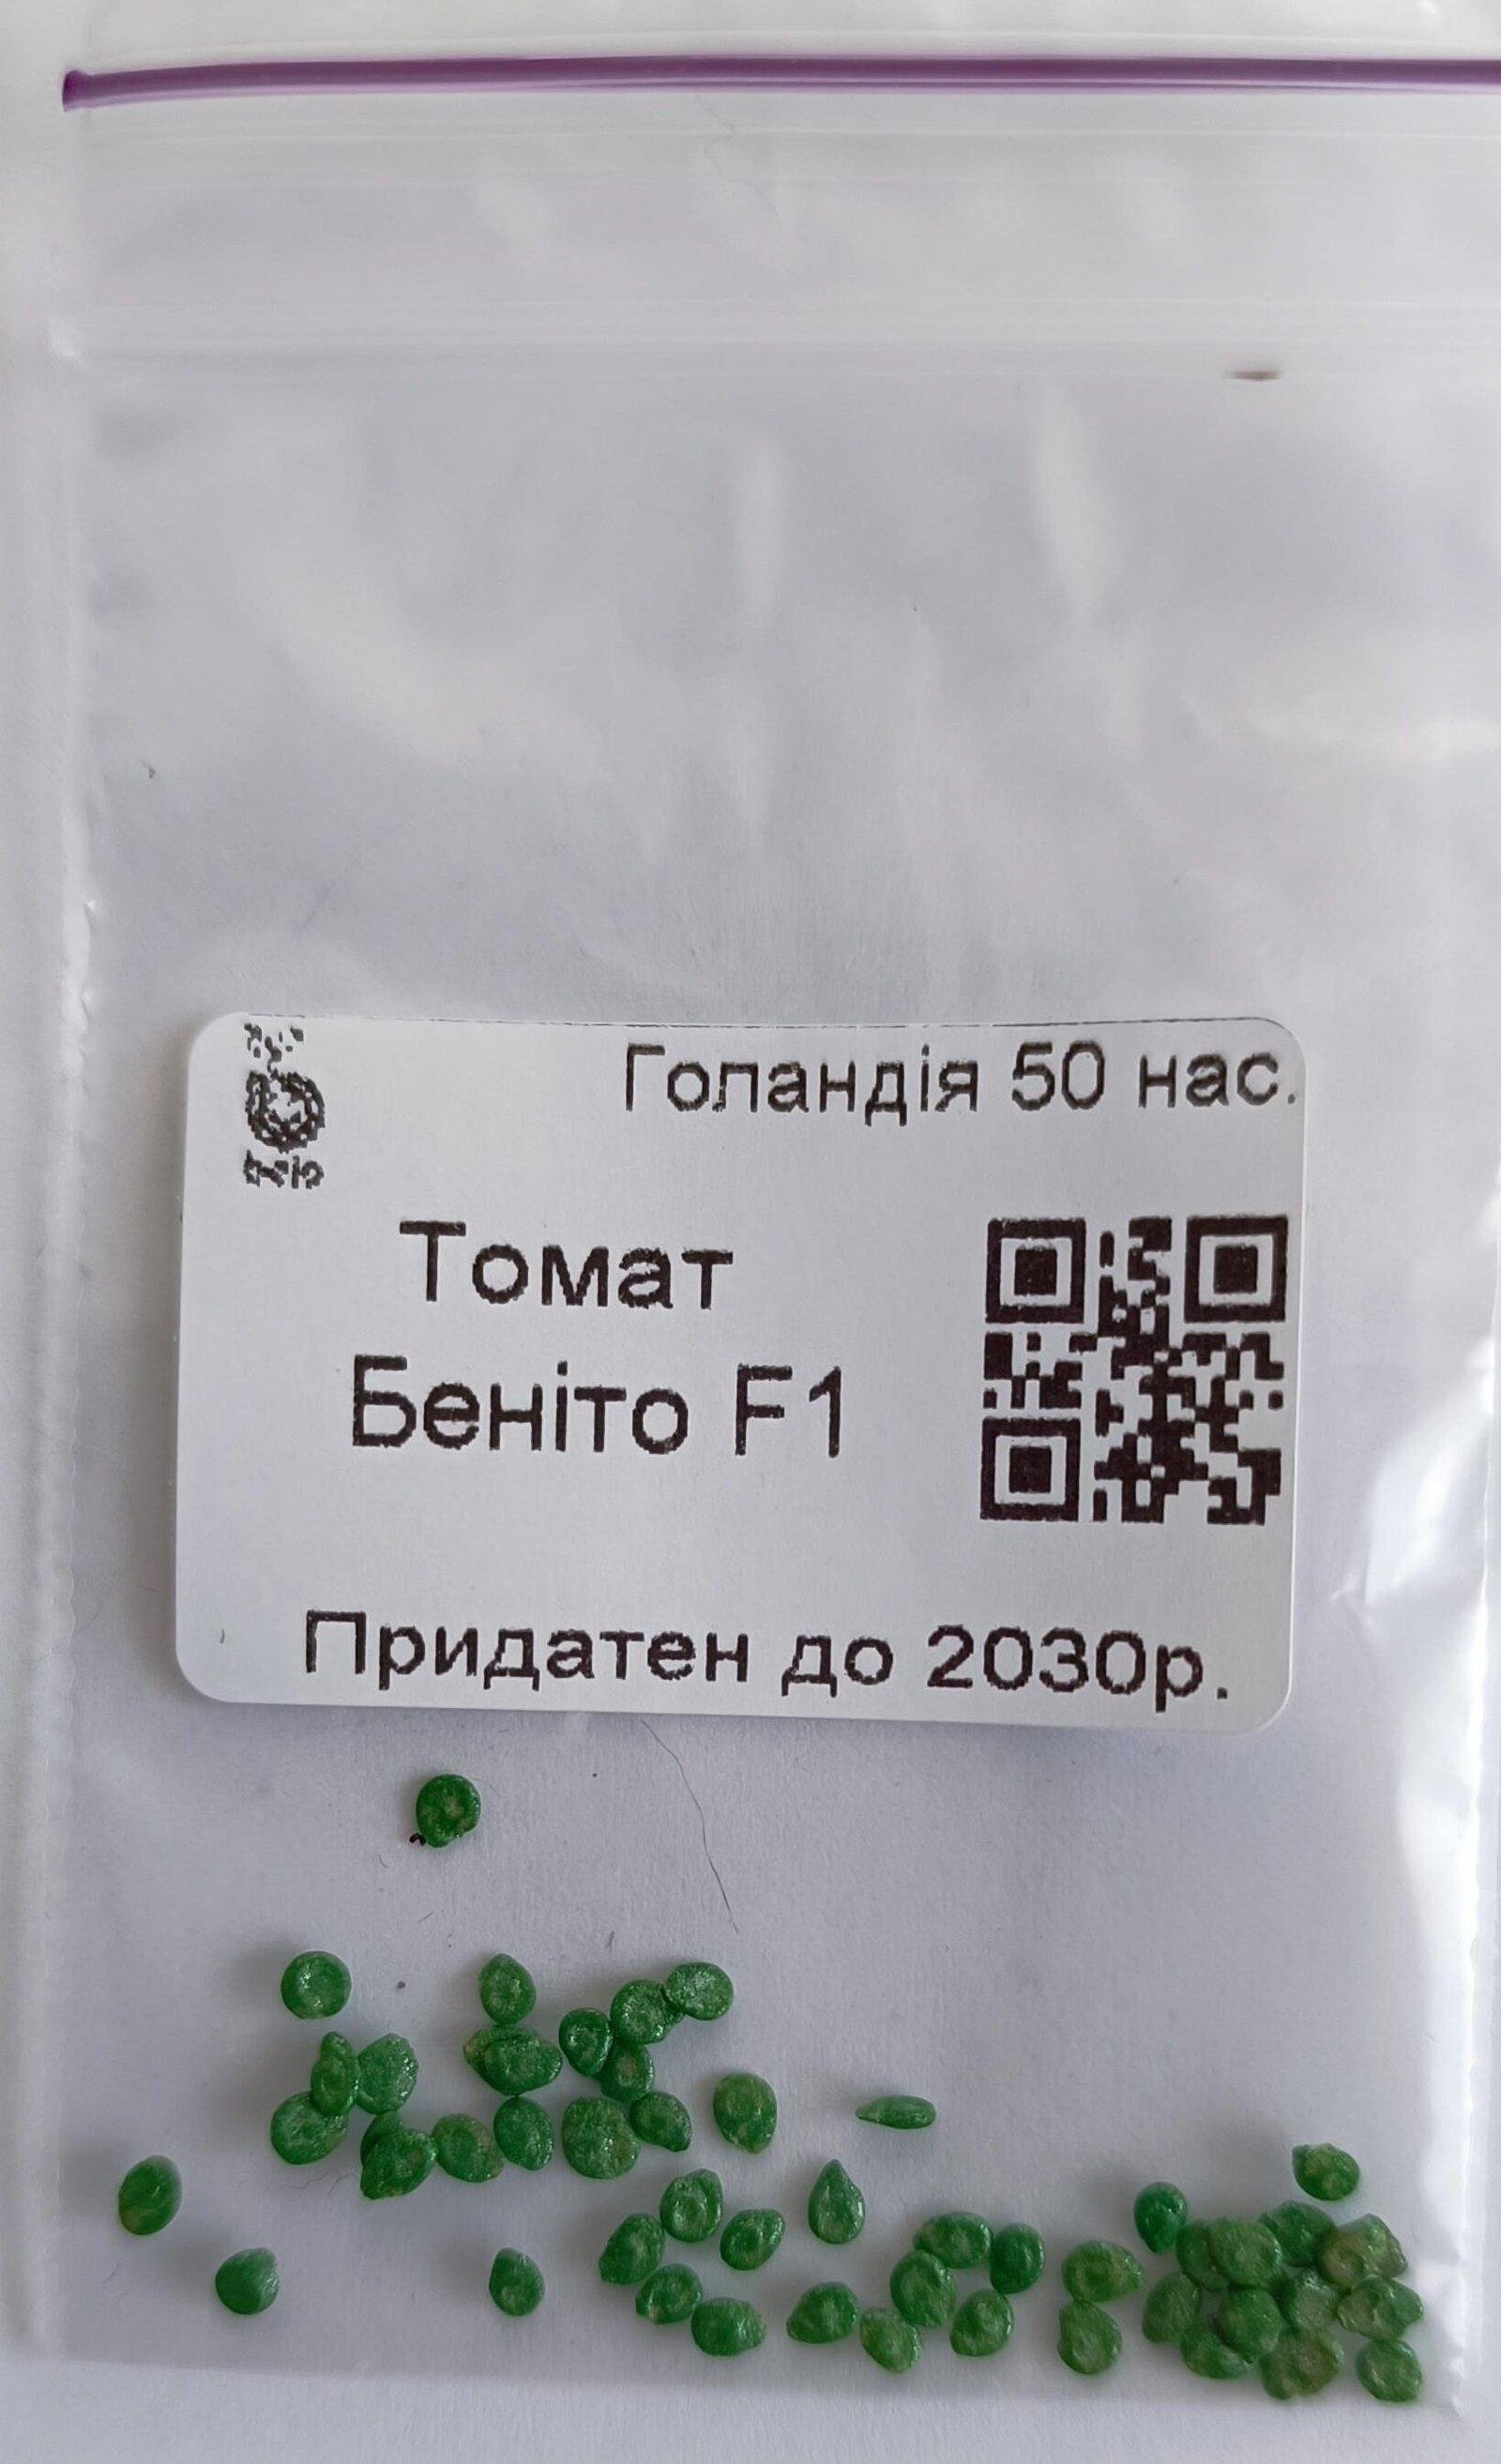 Голандія 50 нас.
Томат
Беніто F1
Придатен до 2030р.